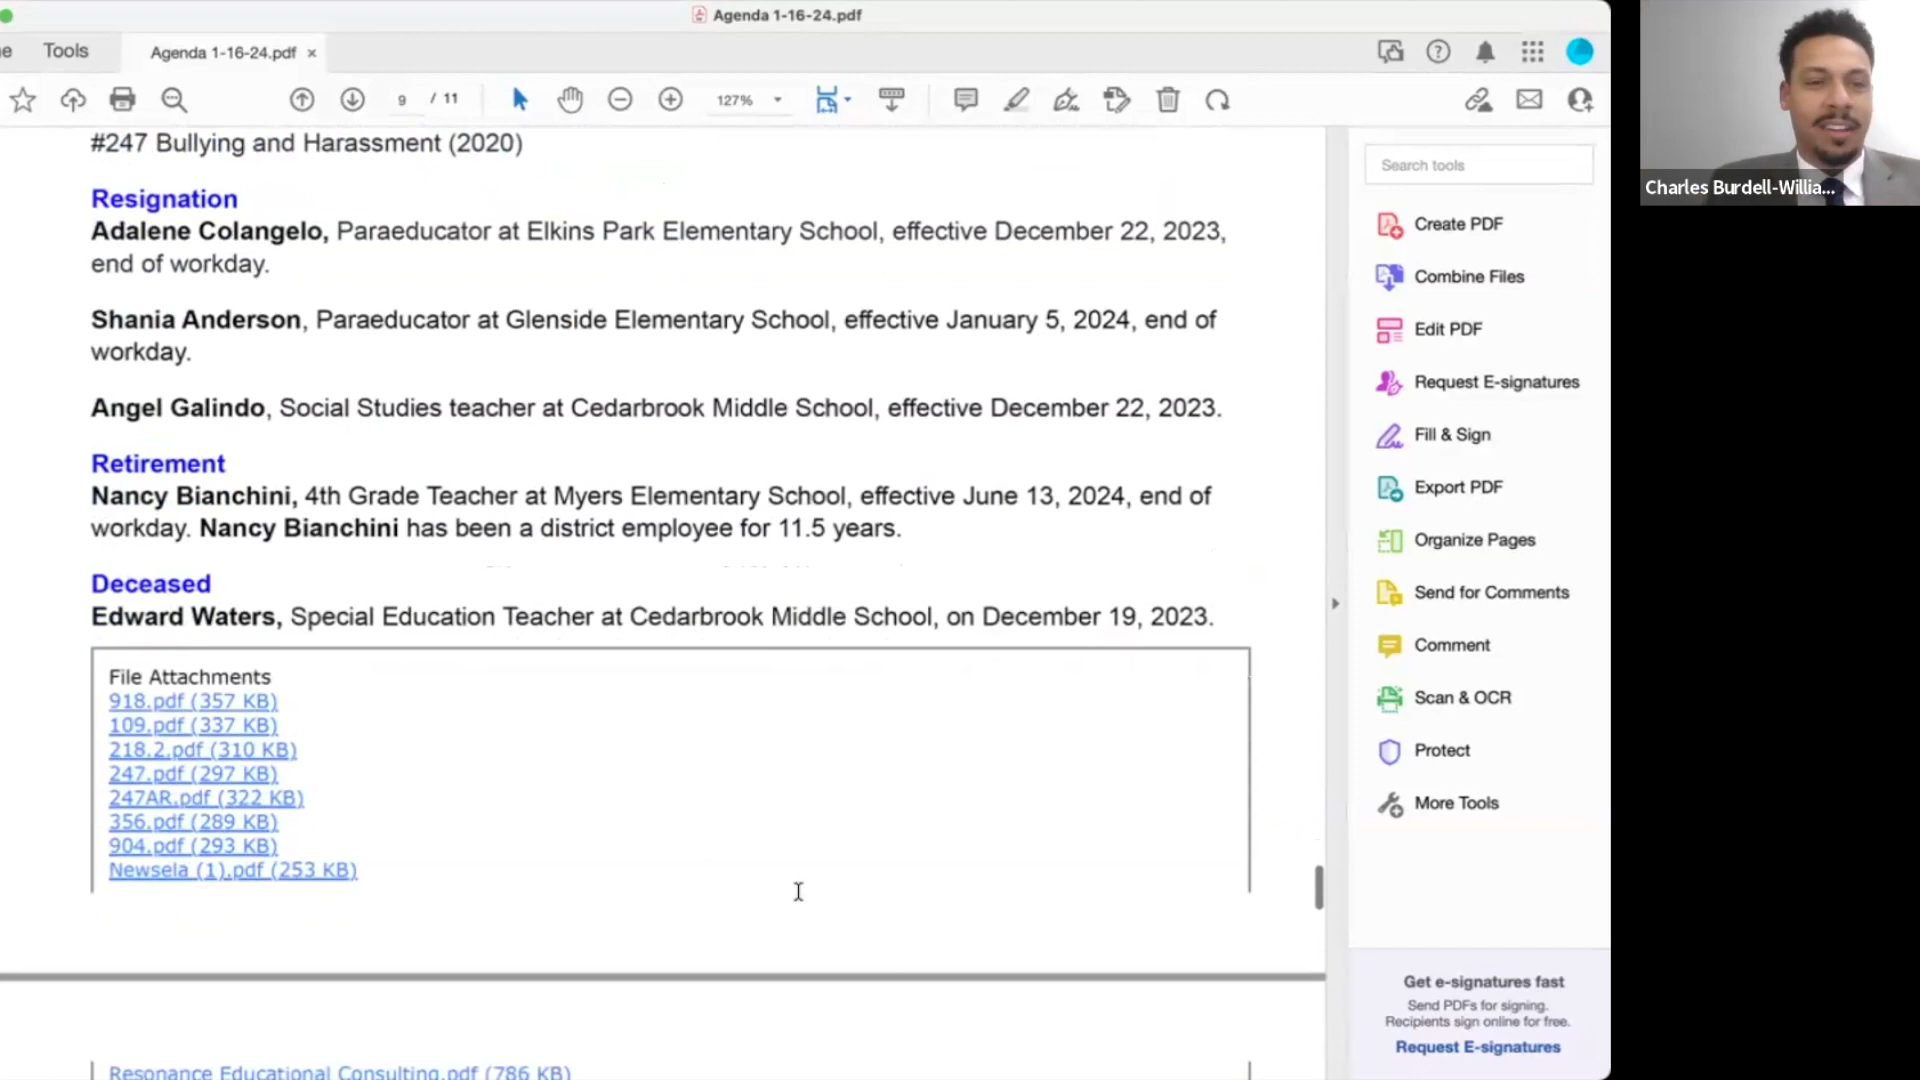 Agenda 1-16-24.pdf
e
Tools
Agenda 1-16-24.pdf ×
9 / 11
127%
#247 Bullying and Harassment (2020)
Resignation
Adalene Colangelo, Paraeducator at Elkins Park Elementary School, effective December 22, 2023,
end of workday.
Shania Anderson, Paraeducator at Glenside Elementary School, effective January 5, 2024, end of
workday.
Angel Galindo, Social Studies teacher at Cedarbrook Middle School, effective December 22, 2023.
Retirement
Nancy Bianchini, 4th Grade Teacher at Myers Elementary School, effective June 13, 2024, end of
workday. Nancy Bianchini has been a district employee for 11.5 years.
Deceased
Edward Waters, Special Education Teacher at Cedarbrook Middle School, on December 19, 2023.
File Attachments
918.pdf (357 KB)
109.pdf (337 KB)
218.2.pdf (310 KB)
247.pdf (297 KB)
247AR.pdf (322 KB)
356.pdf (289 KB)
904.pdf (293 KB)
Newsela (1).pdf (253 KB)
Resonance Educational Consulting.pdf (786 KB)
Search tools
Create PDF
Combine Files
Edit PDF
Request E-signatures
Fill & Sign
Export PDF
Organize Pages
Send for Comments
Comment
Scan & OCR
Protect
More Tools
Get e-signatures fast
Send PDFs for signing.
Recipients sign online for free.
Request E-signatures
Charles Burdell-Willia...